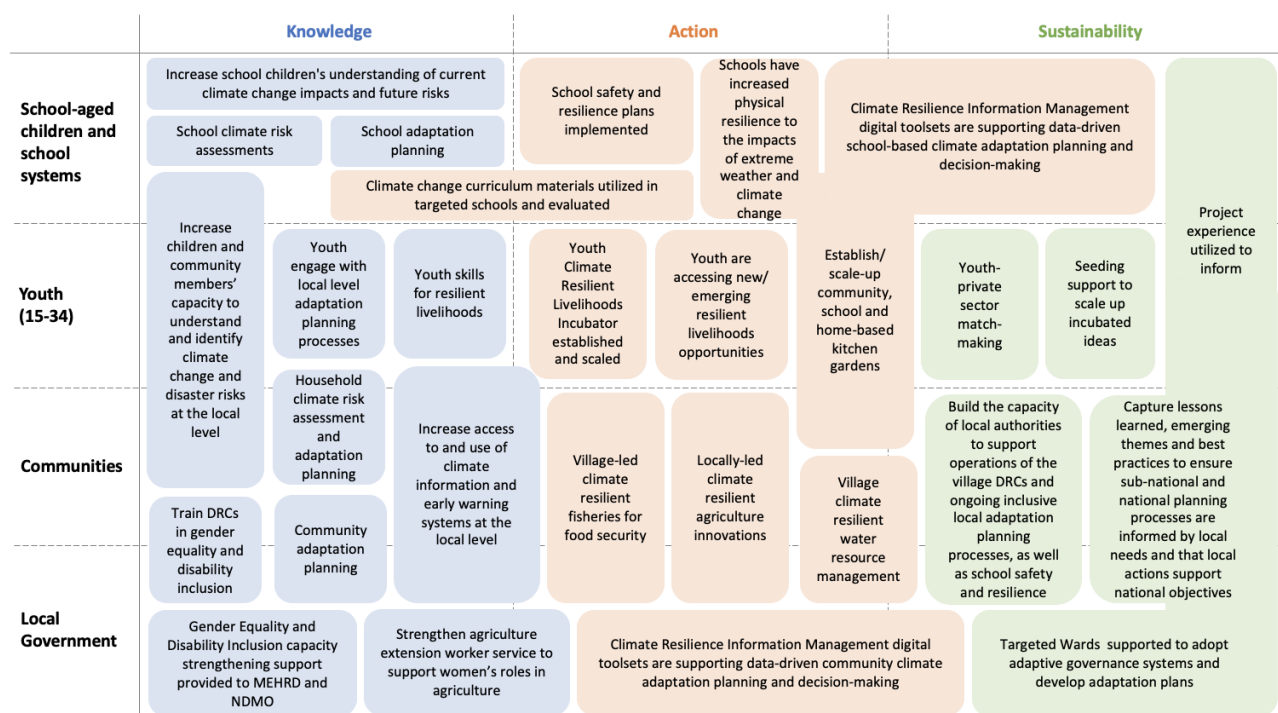 Knowledge
Action
Sustainability
School-aged
children and
school
systems
Increase school children's understanding of current
climate change impacts and future risks
School climate risk
assessments
School adaptation
planning
Climate change curriculum materials utilized in
targeted schools and evaluated
School safety and
resilience plans
implemented
Schools have
increased
physical
resilience to
the impacts
of extreme
weather and
climate
change
Climate Resilience Information Management
digital toolsets are supporting data-driven
school-based climate adaptation planning and
decision-making
Project
experience
utilized to
inform
Increase
children and
community
members’
capacity to
understand
and identify
climate
change and
disaster risks
at the local
level
Youth
(15-34)
Youth
engage with
local level
adaptation
planning
processes
Youth skills
for resilient
livelihoods
Youth
Climate
Resilient
Livelihoods
Incubator
established
and scaled
Youth are
accessing new/
emerging
resilient
livelihoods
opportunities
Establish/
scale-up
community,
school and
home-based
kitchen
gardens
Youth-
private
sector
match-
making
Seeding
support to
scale up
incubated
ideas
Communities
Household
climate risk
assessment
and
adaptation
planning
Increase access
to and use of
climate
information and
early warning
systems at the
local level
Village-led
climate
resilient
fisheries for
food security
Locally-led
climate
resilient
agriculture
innovations
Village
climate
resilient
water
resource
management
Build the capacity
of local authorities
to support
operations of the
village DRCs and
ongoing inclusive
local adaptation
planning
processes, as well
as school safety
and resilience
Capture lessons
learned, emerging
themes and best
practices to ensure
sub-national and
national planning
processes are
informed by local
needs and that local
actions support
national objectives
Train DRCs
in gender
equality and
disability
inclusion
Community
adaptation
planning
Local
Government
Gender Equality and
Disability Inclusion capacity
strengthening support
provided to MEHRD and
NDMO
Strengthen agriculture
extension worker service to
support women’s roles in
agriculture
Climate Resilience Information Management digital
toolsets are supporting data-driven community climate
adaptation planning and decision-making
Targeted Wards supported to adopt
adaptive governance systems and
develop adaptation plans